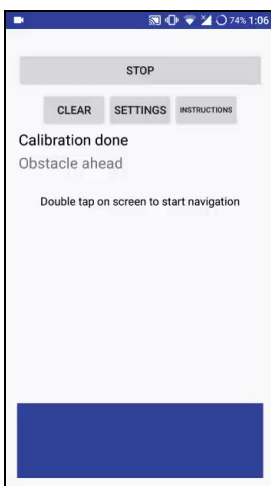 74% 1:06
STOP
CLEAR SETTINGS INSTRUCTIONS
Calibration done
Obstacle ahead
Double tap on screen to start navigation